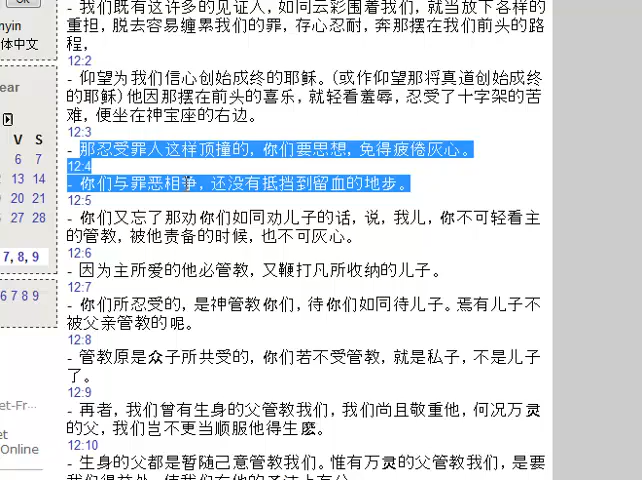 - 我们既有这许多的见证人，如同云彩围着我们，就当放下各样的
重担，脱去容易缠累我们的罪，存心忍耐，奔那摆在我们前头的路
程，
12:2
- 仰望为我们信心创始成终的耶稣。(或作仰望那将真道创始成终
的耶稣)他因那摆在前头的喜乐，就轻看羞辱，忍受了十字架的苦
难，便坐在神宝座的右边。
12:3
- 那忍受罪人这样顶撞的，你们要思想，免得疲倦灰心。
12:4
- 你们与罪恶相争，还没有抵挡到留血的地步。
12:5
- 你们又忘了那劝你们如同劝儿子的话，说，我儿，你不可轻看主
的管教，被他责备的时候，也不可灰心。
12:6
- 因为主所爱的他必管教，又鞭打凡所收纳的儿子。
12:7
- 你们所忍受的，是神管教你们，待你们如同待儿子。焉有儿子不
被父亲管教的呢。
12:8
- 管教原是众子所共受的，你们若不受管教，就是私子，不是儿子
了。
12:9
- 再者，我们曾有生身的父管教我们，我们尚且敬重他，何况万灵
的父，我们岂不更当顺服他得生麽。
12:10
- 生身的父都是暂随己意管教我们。惟有万灵的父管教我们，是要
nyin
体中文
ear
V S
6 7
13 14
20 21
27 28
7, 8, 9
6 7 8 9
et-Fr...
et
Online